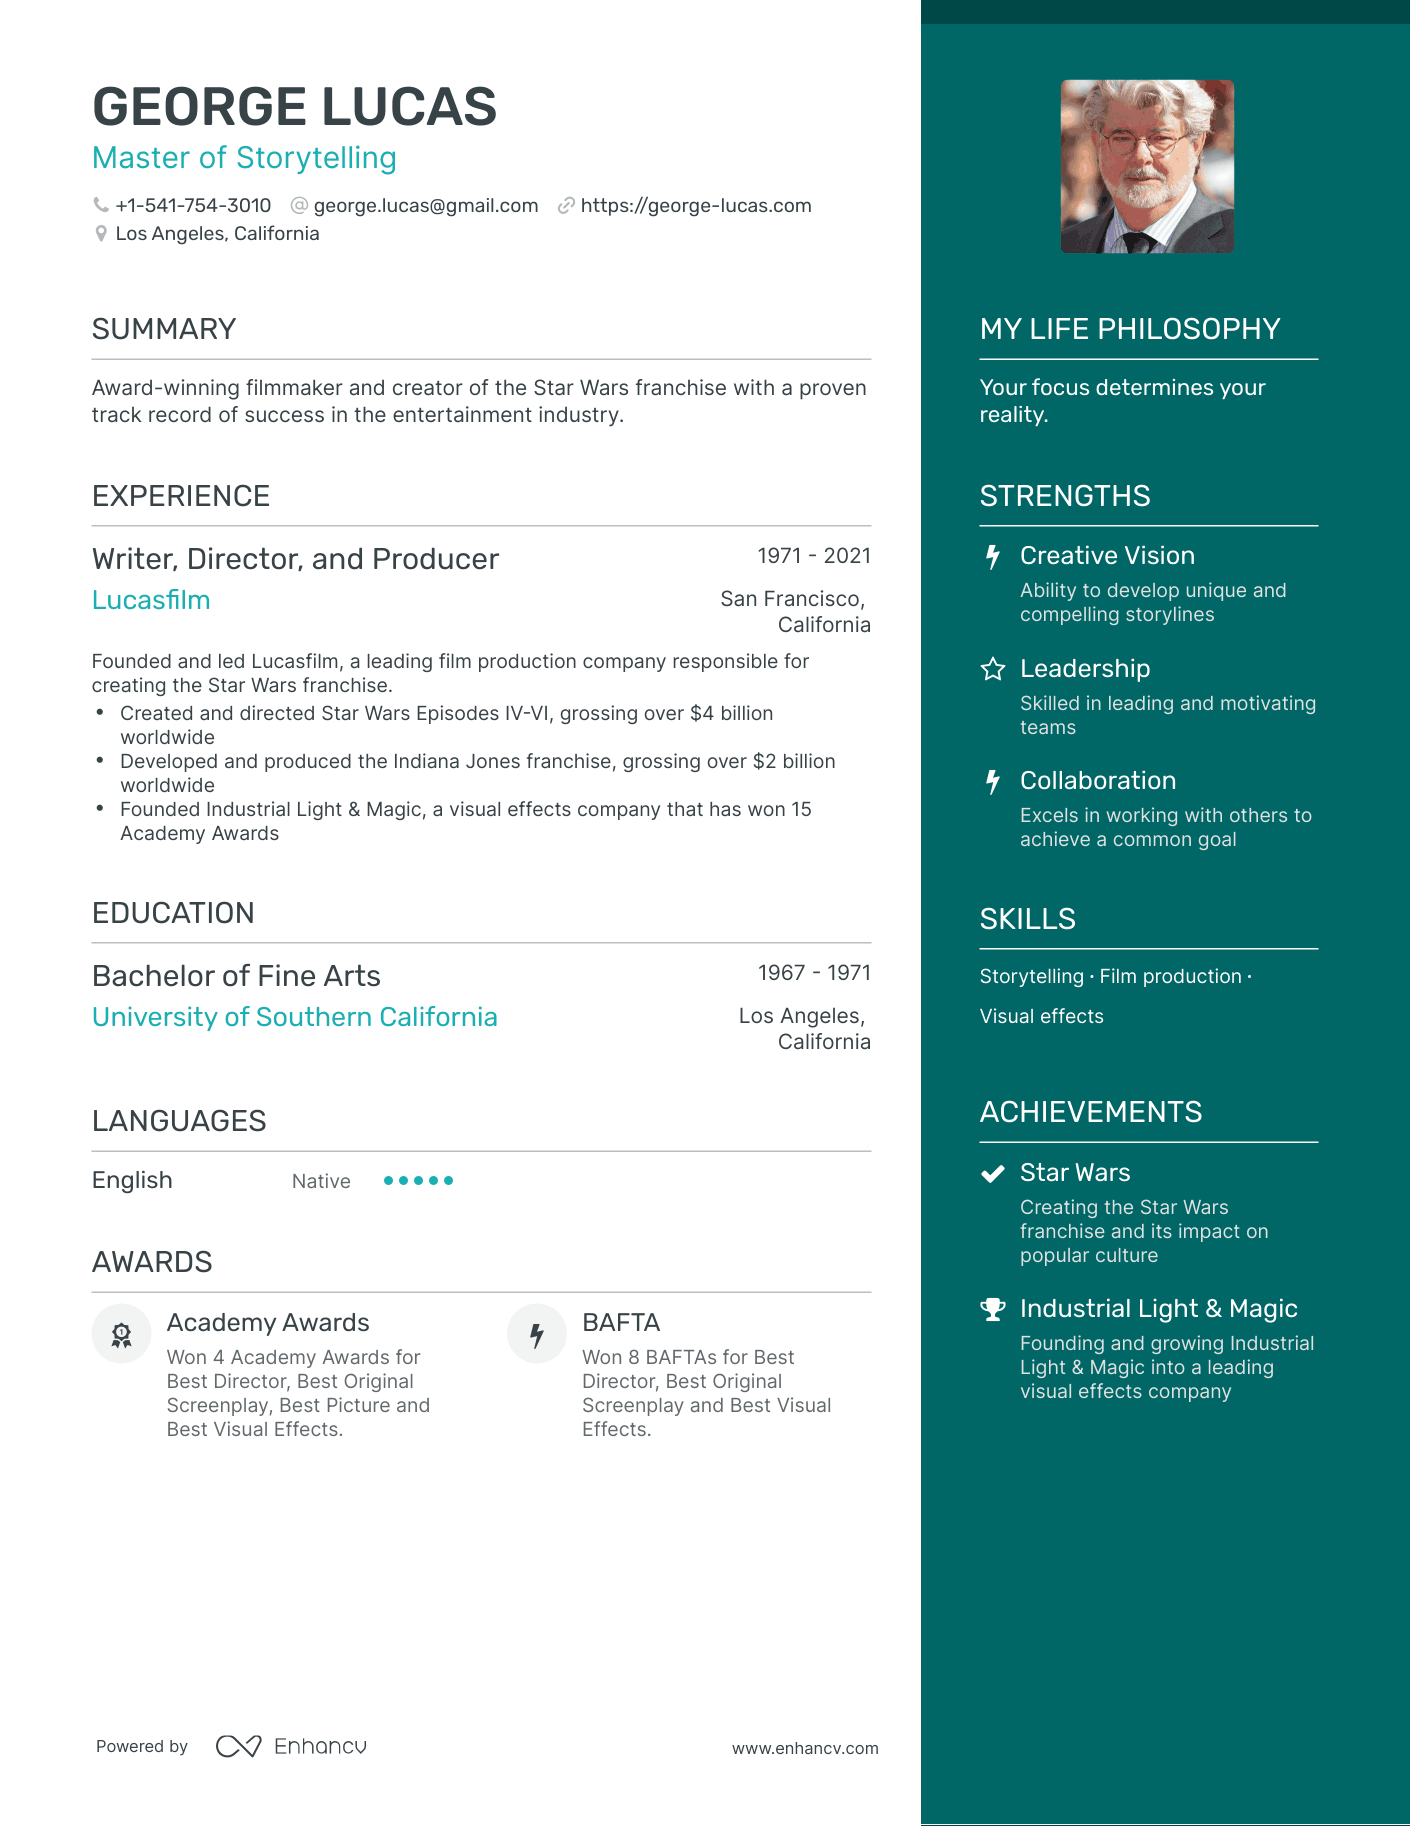 GEORGE LUCAS
Master of Storytelling
+1-541-754-3010 george.lucas@gmail.com https://george-lucas.com
Los Angeles, California
SUMMARY
Award-winning filmmaker and creator of the Star Wars franchise with a proven
track record of success in the entertainment industry.
EXPERIENCE
Writer, Director, and Producer 1971 - 2021
Lucasfilm San Francisco,
California
Founded and led Lucasfilm, a leading film production company responsible for
creating the Star Wars franchise.
• Created and directed Star Wars Episodes IV-VI, grossing over $4 billion
worldwide
• Developed and produced the Indiana Jones franchise, grossing over $2 billion
worldwide
• Founded Industrial Light & Magic, a visual effects company that has won 15
Academy Awards
EDUCATION
Bachelor of Fine Arts 1967 - 1971
University of Southern California Los Angeles,
California
LANGUAGES
English Native
AWARDS
Academy Awards
Won 4 Academy Awards for
Best Director, Best Original
Screenplay, Best Picture and
Best Visual Effects.
BAFTA
Won 8 BAFTAs for Best
Director, Best Original
Screenplay and Best Visual
Effects.
Powered by Enhancv www.enhancv.com
MY LIFE PHILOSOPHY
Your focus determines your
reality.
STRENGTHS
Creative Vision
Ability to develop unique and
compelling storylines
Leadership
Skilled in leading and motivating
teams
Collaboration
Excels in working with others to
achieve a common goal
SKILLS
Storytelling · Film production ·
Visual effects
ACHIEVEMENTS
Star Wars
Creating the Star Wars
franchise and its impact on
popular culture
Industrial Light & Magic
Founding and growing Industrial
Light & Magic into a leading
visual effects company